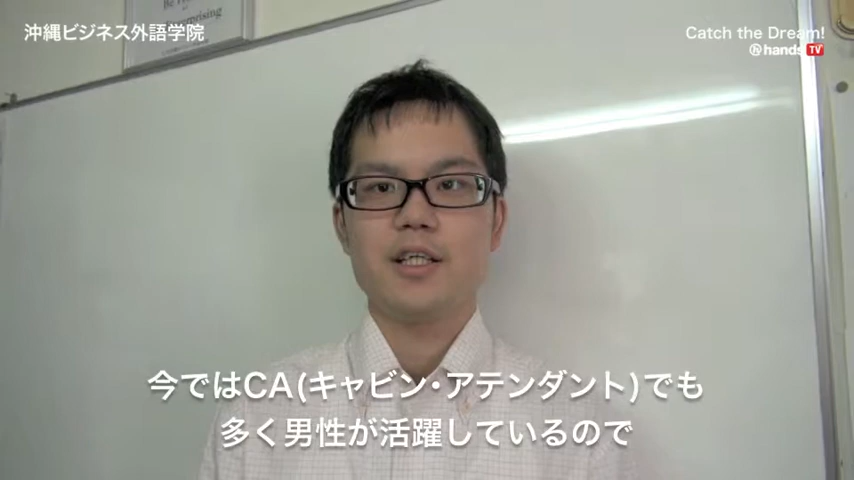 沖縄ビジネス外語学院
Catch the Dream!
hands TV
今ではCA(キャビン・アテンダント)でも
多く男性が活躍しているので